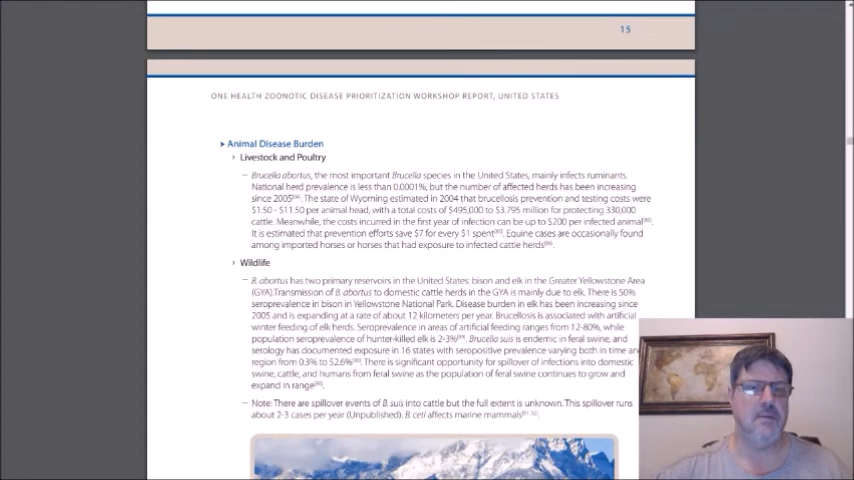 15
ONE HEALTH ZOONOTIC DISEASE PRIORITIZATION WORKSHOP REPORT, UNITED STATES
➤ Animal Disease Burden
› Livestock and Poultry
– Brucella abortus, the most important Brucella species in the United States, mainly infects ruminants.
National herd prevalence is less than 0.0001%, but the number of affected herds has been increasing
since 2005. The state of Wyoming estimated in 2004 that brucellosis prevention and testing costs were
$1.50 - $11.50 per animal head, with a total costs of $495,000 to $3.795 million for protecting 330,000
cattle. Meanwhile, the costs incurred in the first year of infection can be up to $200 per infected animal.
It is estimated that prevention efforts save $7 for every $1 spent. Equine cases are occasionally found
among imported horses or horses that had exposure to infected cattle herds.
› Wildlife
– B. abortus has two primary reservoirs in the United States: bison and elk in the Greater Yellowstone Area
(GYA).Transmission of B. abortus to domestic cattle herds in the GYA is mainly due to elk. There is 50%
seroprevalence in bison in Yellowstone National Park. Disease burden in elk has been increasing since
2005 and is expanding at a rate of about 12 kilometers per year. Brucellosis is associated with artificial
winter feeding of elk herds. Seroprevalence in areas of artificial feeding ranges from 12-80%, while
population seroprevalence of hunter-killed elk is 2-3%. Brucella suis is endemic in feral swine, and
serology has documented exposure in 16 states with seropositive prevalence varying both in time and
region from 0.3% to 52.6%. There is significant opportunity for spillover of infections into domestic
swine, cattle, and humans from feral swine as the population of feral swine continues to grow and
expand in range.
– Note: There are spillover events of B. suis into cattle but the full extent is unknown. This spillover runs
about 2-3 cases per year (Unpublished). B. ceti affects marine mammals.